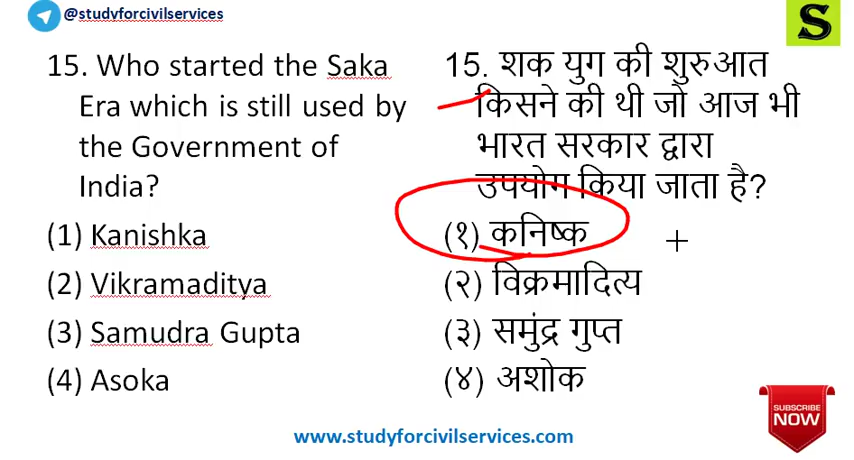 @studyforcivilservices
S
15. Who started the Saka
Era which is still used by
the Government of
India?
(1) Kanishka
(2) Vikramaditya
(3) Samudra Gupta
(4) Asoka
15. शक युग की शुरुआत
किसने की थी जो आज भी
भारत सरकार द्वारा
उपयोग किया जाता है?
(१) कनिष्क
(२) विक्रमादित्य
(३) समुंद्र गुप्त
(४) अशोक
SUBSCRIBE
NOW
www.studyforcivilservices.com